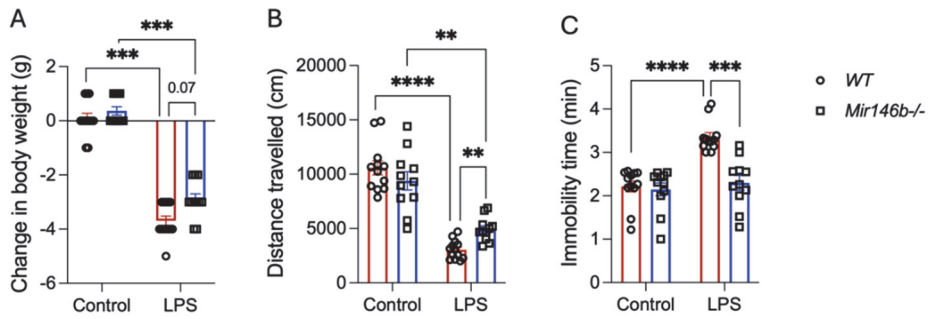 A
Change in body weight (g)
2
0
-2
-4
-6
***
***
0.07
Control
LPS
B
Distance travelled (cm)
20000
15000
10000
5000
0
**
****
**
Control
LPS
C
Immobility time (min)
5
4
3
2
1
0
****
***
Control
LPS
WT
Mir146b-/-